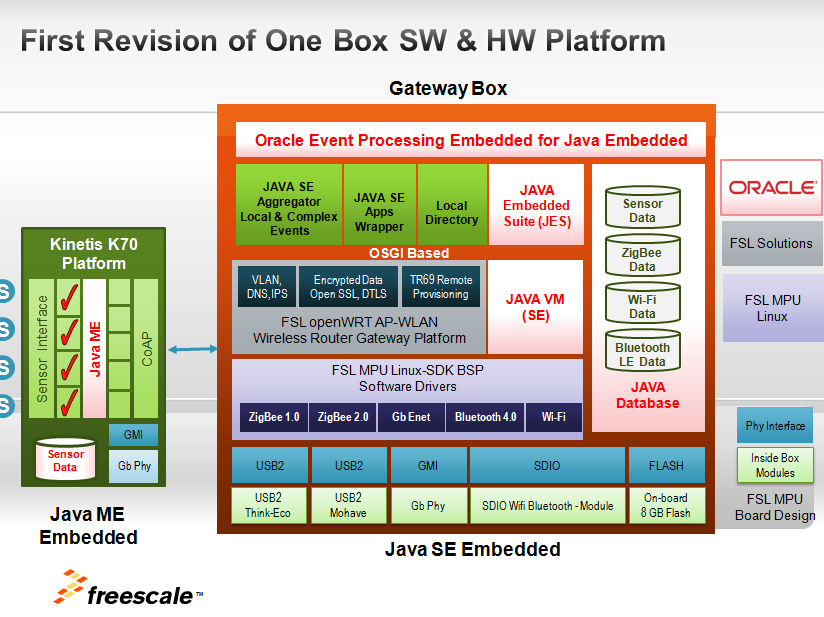 First Revision of One Box SW & HW Platform
Gateway Box
Oracle Event Processing Embedded for Java Embedded
JAVA SE
Aggregator
Local & Complex
Events
JAVA SE
Apps
Wrapper
Local
Directory
JAVA
Embedded
Suite (JES)
OSGI Based
VLAN,
DNS,IPS
Encrypted Data
Open SSL, DTLS
TR69 Remote
Provisioning
FSL openWRT AP-WLAN
Wireless Router Gateway Platform
JAVA VM
(SE)
FSL MPU Linux-SDK BSP
Software Drivers
ZigBee 1.0
ZigBee 2.0
Gb Enet
Bluetooth 4.0
Wi-Fi
Sensor
Data
ZigBee
Data
Wi-Fi
Data
Bluetooth
LE Data
JAVA
Database
USB2
USB2
GMI
SDIO
FLASH
USB2
Think-Eco
USB2
Mohave
Gb Phy
SDIO Wifi Bluetooth - Module
On-board
8 GB Flash
Java SE Embedded
Kinetis K70
Platform
Sensor Interface
Java ME
CoAP
Sensor
Data
GMI
Gb Phy
S
S
S
S
Java ME
Embedded
ORACLE®
FSL Solutions
FSL MPU
Linux
Phy Interface
Inside Box
Modules
FSL MPU
Board Design
freescale™